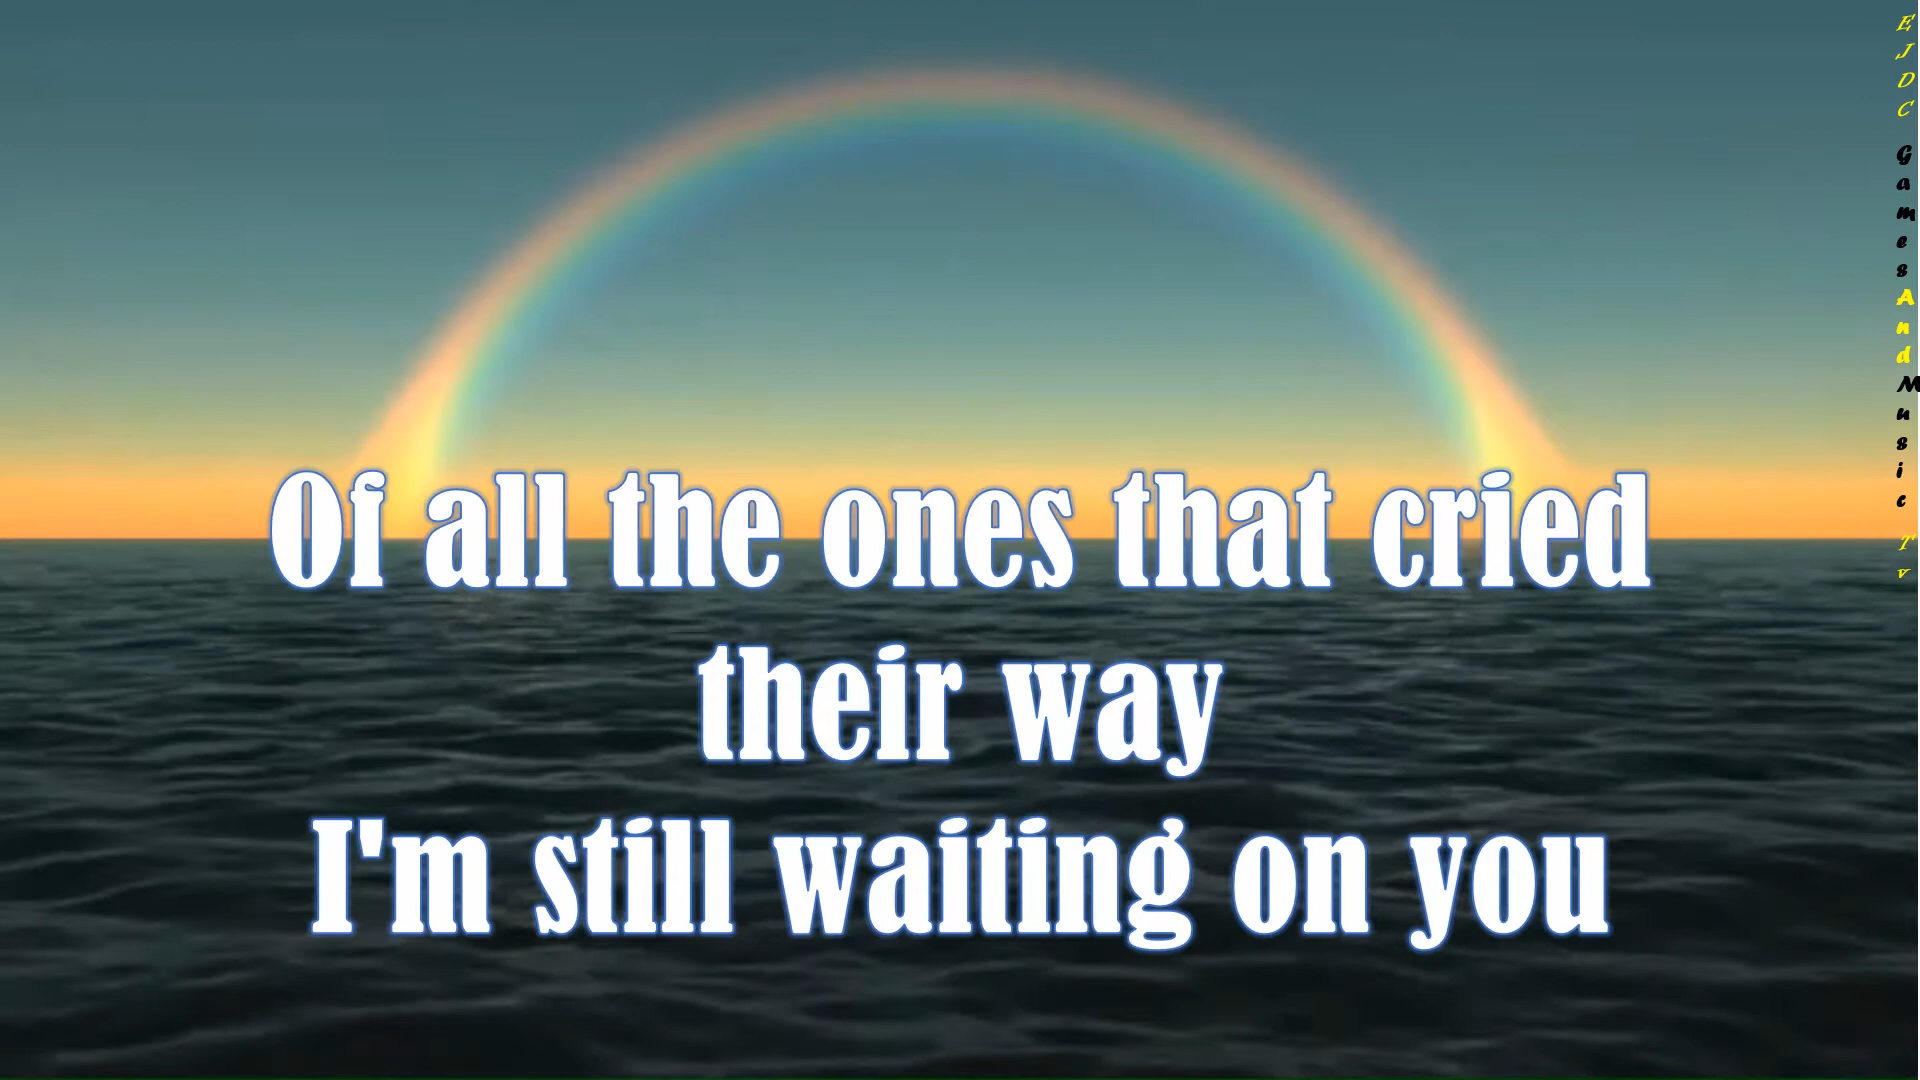 Of all the ones that cried
their way
I'm still waiting on you
EJDC GamesAndMusic Tv